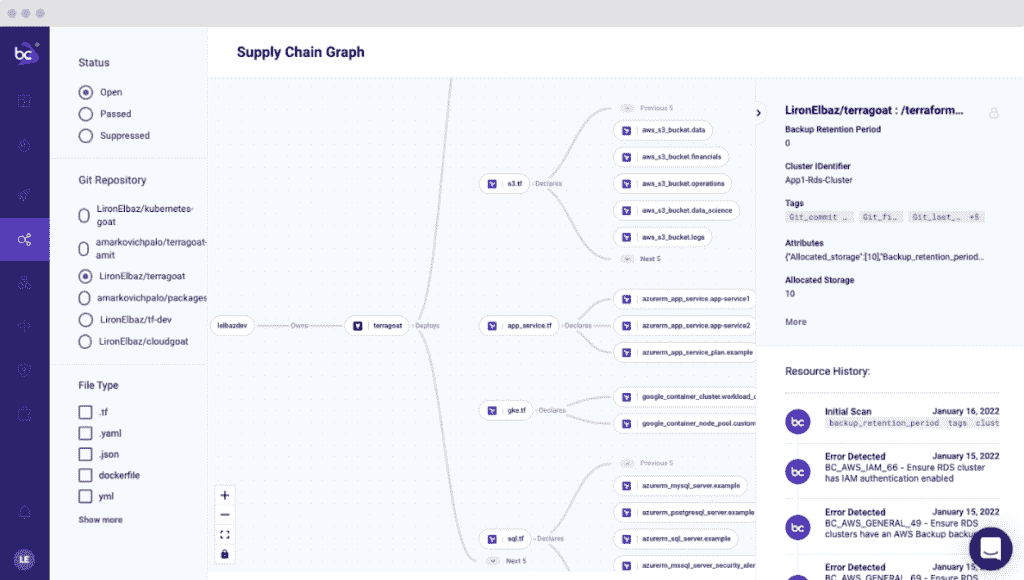 bc
Supply Chain Graph
Status
Open
Passed
Suppressed
Git Repository
LironElbaz/kubernetes-
goat
amarkovichpalo/terragoat-
amit
LironElbaz/terragoat
amarkovichpalo/packages
LironElbaz/tf-dev
LironElbaz/cloudgoat
File Type
.tf
.yaml
.json
dockerfile
yml
Show more
LE
lelbazdev
Owns
terragoat
Deploys
s3.tf
Declares
Previous 5
aws_s3_bucket.data
aws_s3_bucket.financials
aws_s3_bucket.operations
aws_s3_bucket.data_science
aws_s3_bucket.logs
Next 5
app_service.tf
Declares
azurerm_app_service.app-service1
azurerm_app_service.app-service2
azurerm_app_service_plan.example
gke.tf
Declares
google_container_cluster.workload_c
google_container_node_pool.custom
sql.tf
Declares
Previous 5
azurerm_mysql_server.example
azurerm_postgresql_server.example
azurerm_sql_server.example
azurerm_mssql_server_security_aler
Next 5
LironElbaz/terragoat : /terraform...
Backup Retention Period
0
Cluster IDentifier
App1-Rds-Cluster
Tags
Git_commit … Git_fi… Git_last_… +5
Attributes
{"Allocated_storage":[10],"Backup_retention_period...
Allocated Storage
10
More
Resource History:
bc
Initial Scan January 16, 2022
backup_retention_period tags clust
bc
Error Detected January 15, 2022
BC_AWS_IAM_66 - Ensure RDS cluster
has IAM authentication enabled
bc
Error Detected January 15, 2022
BC_AWS_GENERAL_49 - Ensure RDS
clusters have an AWS Backup backup
bc
Error Detected January 15,
BC_AWS_GENERAL_69 - Ensure RDS